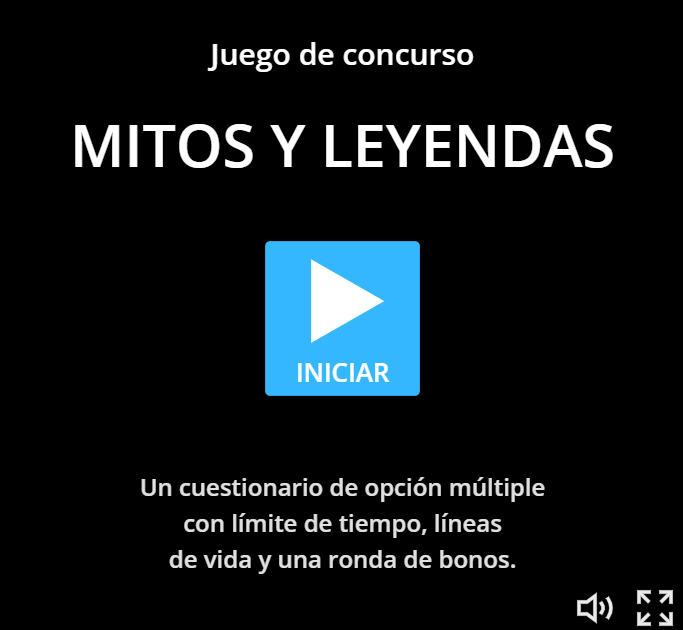 Juego de concurso
MITOS Y LEYENDAS
INICIAR
Un cuestionario de opción múltiple
con límite de tiempo, líneas
de vida y una ronda de bonos.